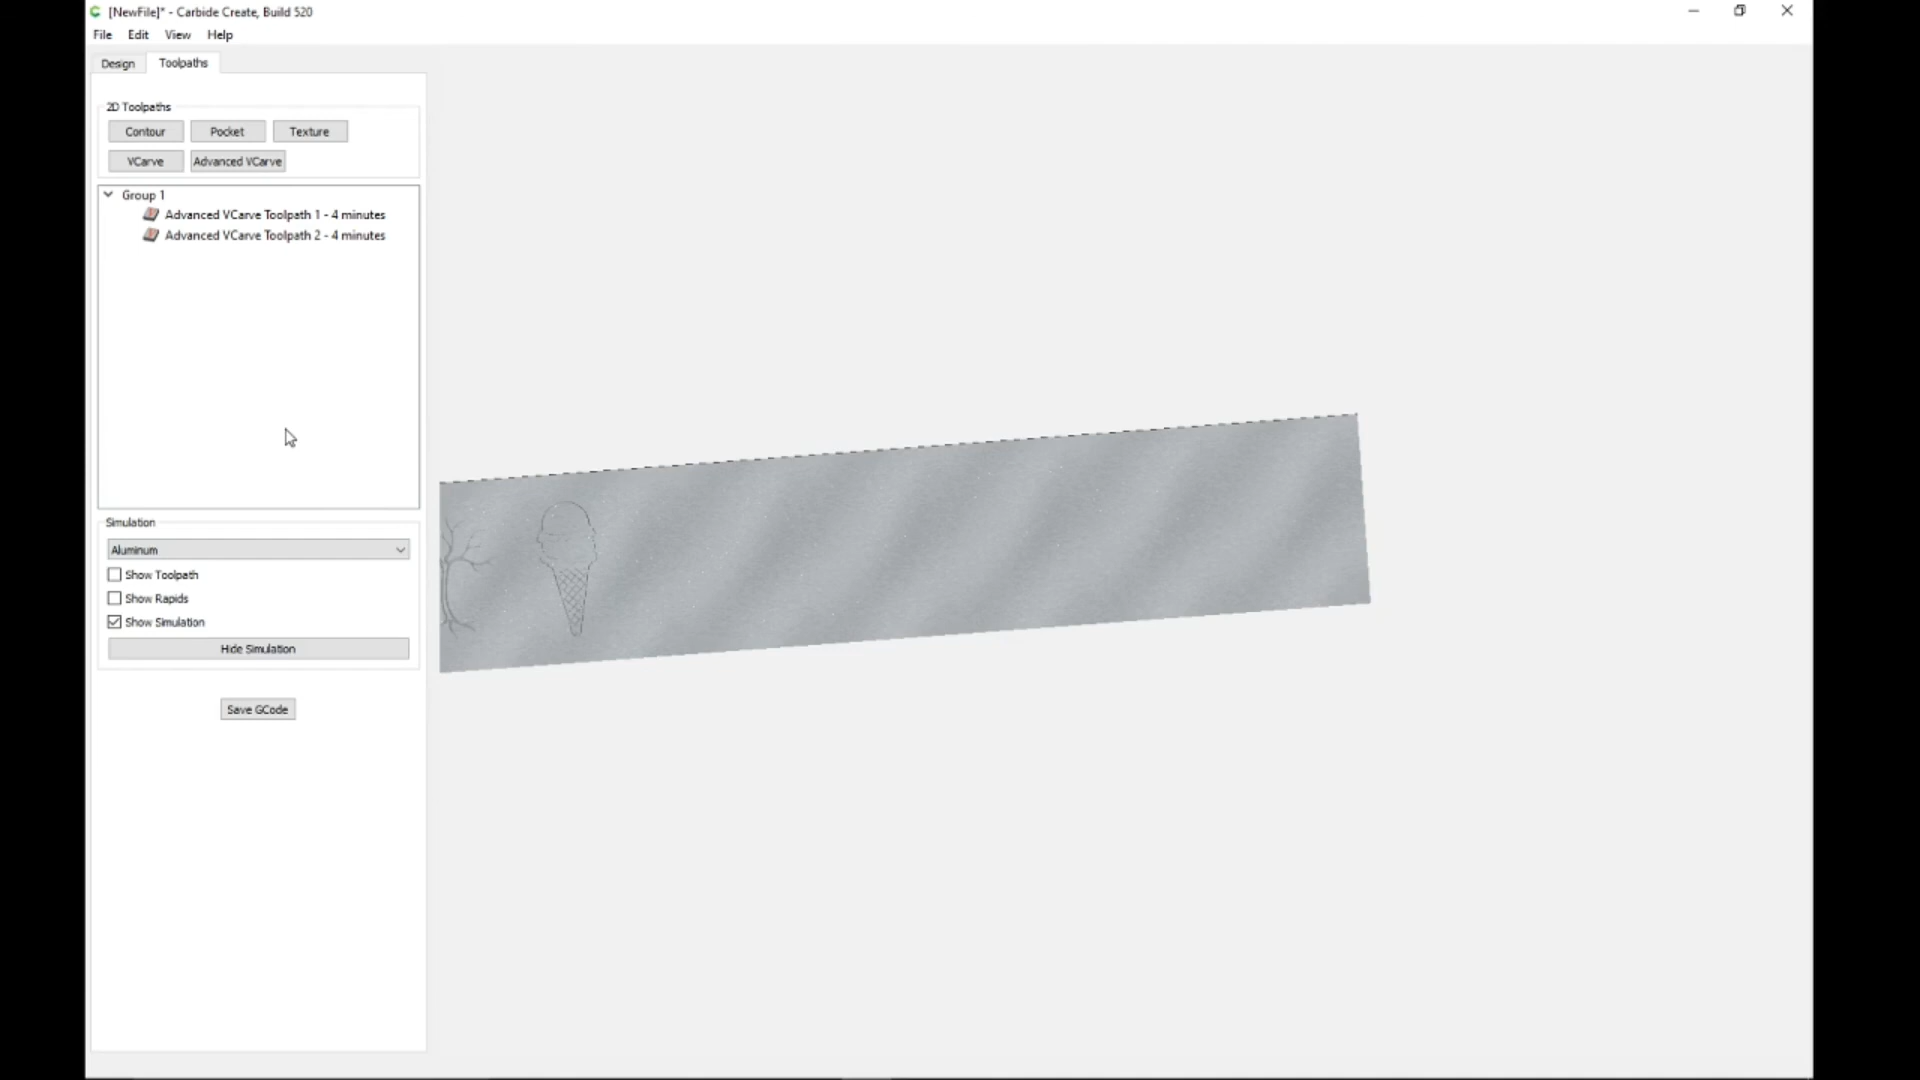 [NewFile]* - Carbide Create, Build 520
File Edit View Help
Design Toolpaths
2D Toolpaths
Contour Pocket Texture
VCarve Advanced VCarve
Group 1
Advanced VCarve Toolpath 1 - 4 minutes
Advanced VCarve Toolpath 2 - 4 minutes
Simulation
Aluminum
Show Toolpath
Show Rapids
Show Simulation
Hide Simulation
Save GCode